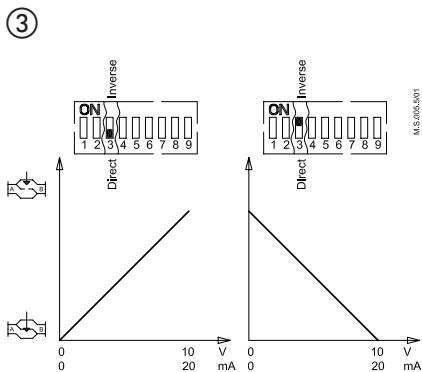 3
Inverse
Inverse
ON
ON
1 2 3 4 5 6 7 8 9
1 2 3 4 5 6 7 8 9
Direct
Direct
M.S.005.5/01
A B
A B
0 10 V
0 20 mA
0 10 V
0 20 mA